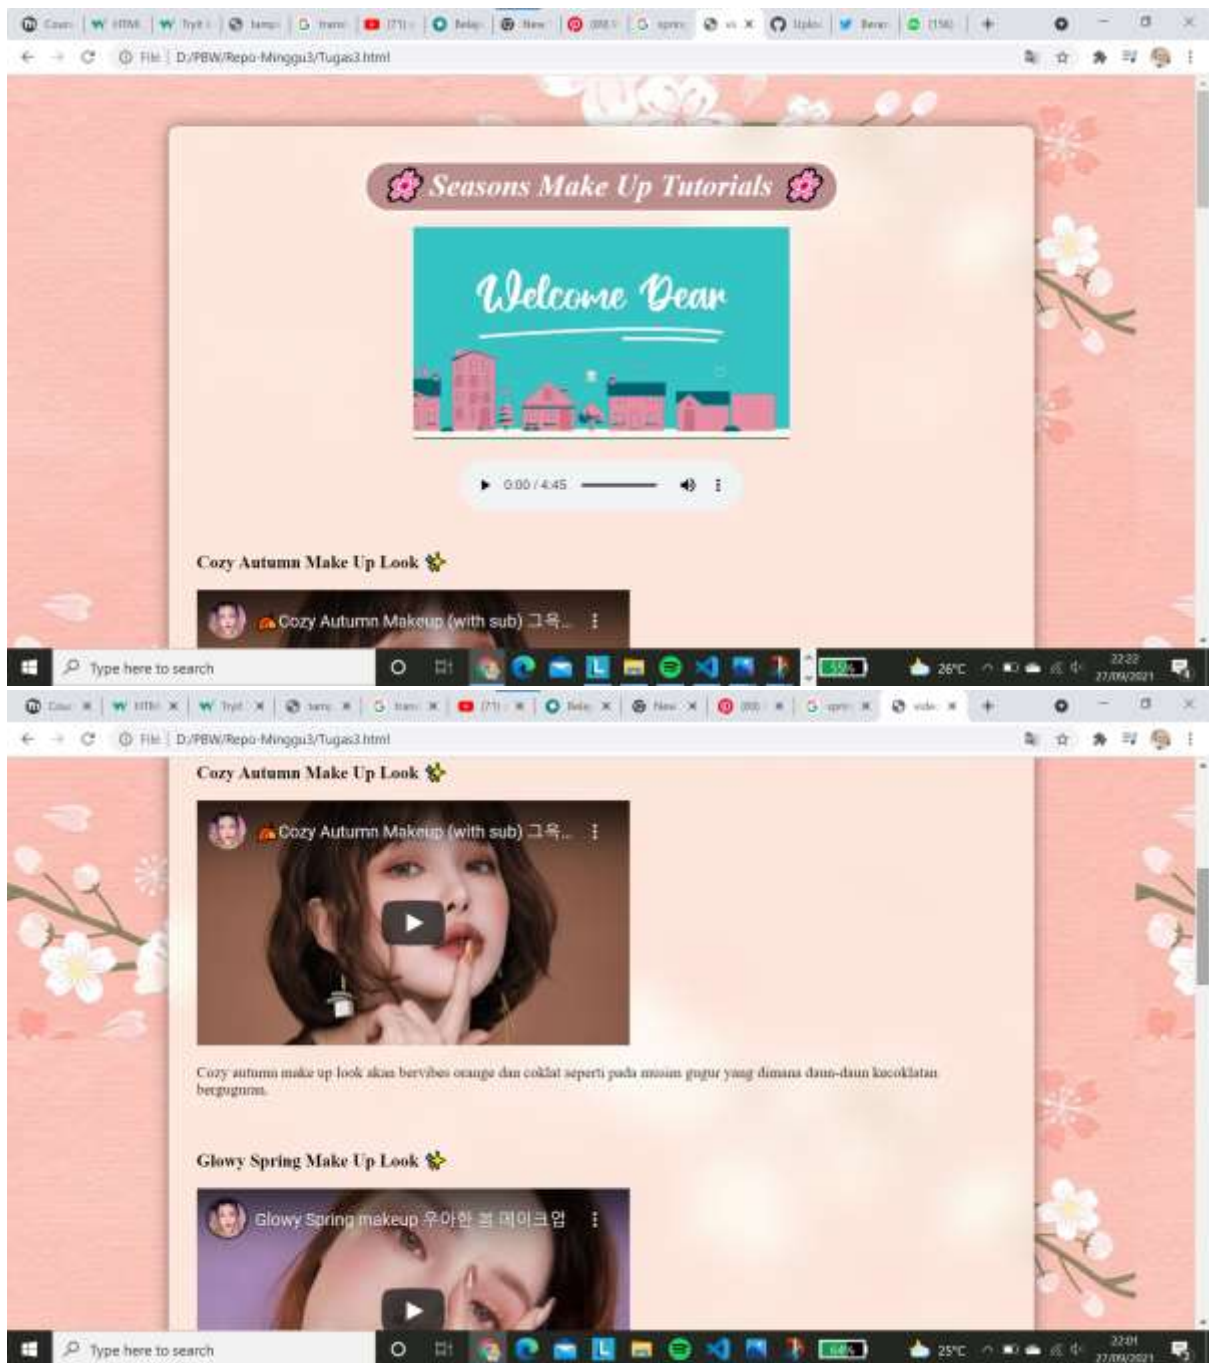 File D:/PBW/Repo-Minggu3/Tugas3.html
Seasons Make Up Tutorials
Welcome Dear
0:00 / 4:45
Cozy Autumn Make Up Look
Cozy Autumn Makeup (with sub) 그윽...
Type here to search
55%
26°C
22:22
27/09/2021
File D:/PBW/Repo-Minggu3/Tugas3.html
Cozy Autumn Make Up Look
Cozy Autumn Makeup (with sub) 그윽...
Cozy autumn make up look akan bervibes orange dan coklat seperti pada musim gugur yang dimana daun-daun kecoklatan
berguguran.
Glowy Spring Make Up Look
Glowy Spring makeup 우아한 봄 메이크업
Type here to search
64%
25°C
22:01
27/09/2021